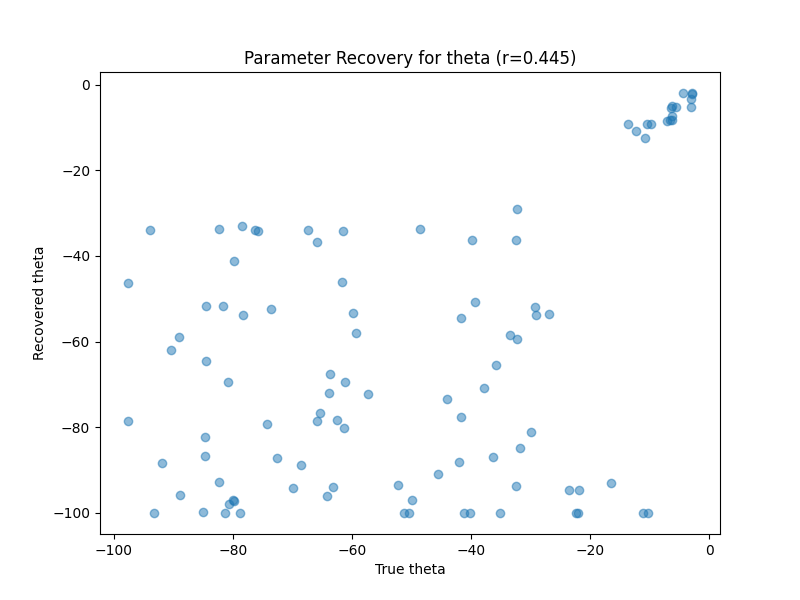 Parameter Recovery for theta (r=0.445)
Recovered theta
0
−20
−40
−60
−80
−100
−100 −80 −60 −40 −20 0
True theta